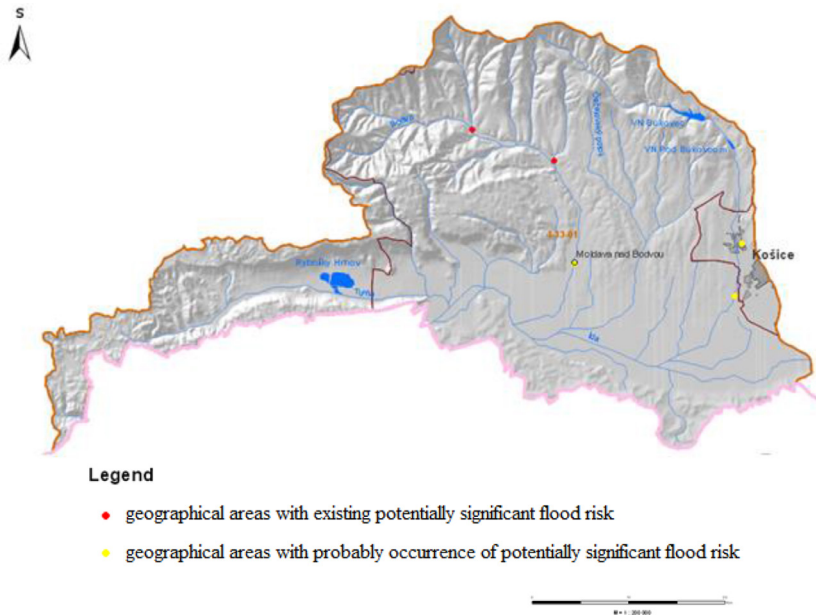 S
Bodva
VN Bukovec
VN Pod Bukovcom
4-33-01
Moldava nad Bodvou
Košice
Rybníky Hrhov
Turňa
Ida
Legend
geographical areas with existing potentially significant flood risk
geographical areas with probably occurrence of potentially significant flood risk